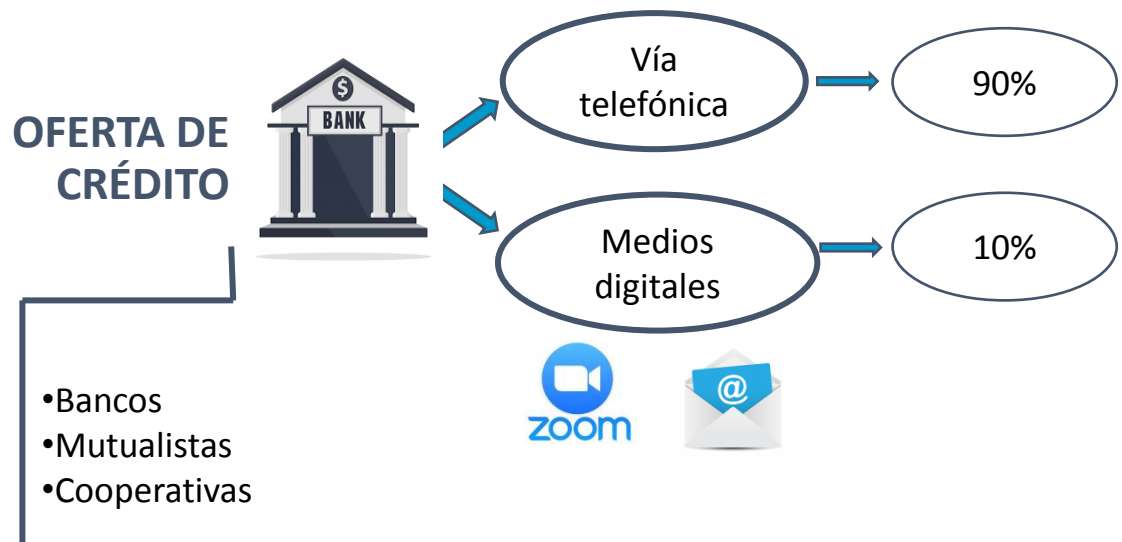 OFERTA DE
CRÉDITO
$
BANK
Vía
telefónica
90%
Medios
digitales
10%
zoom
@
•Bancos
•Mutualistas
•Cooperativas